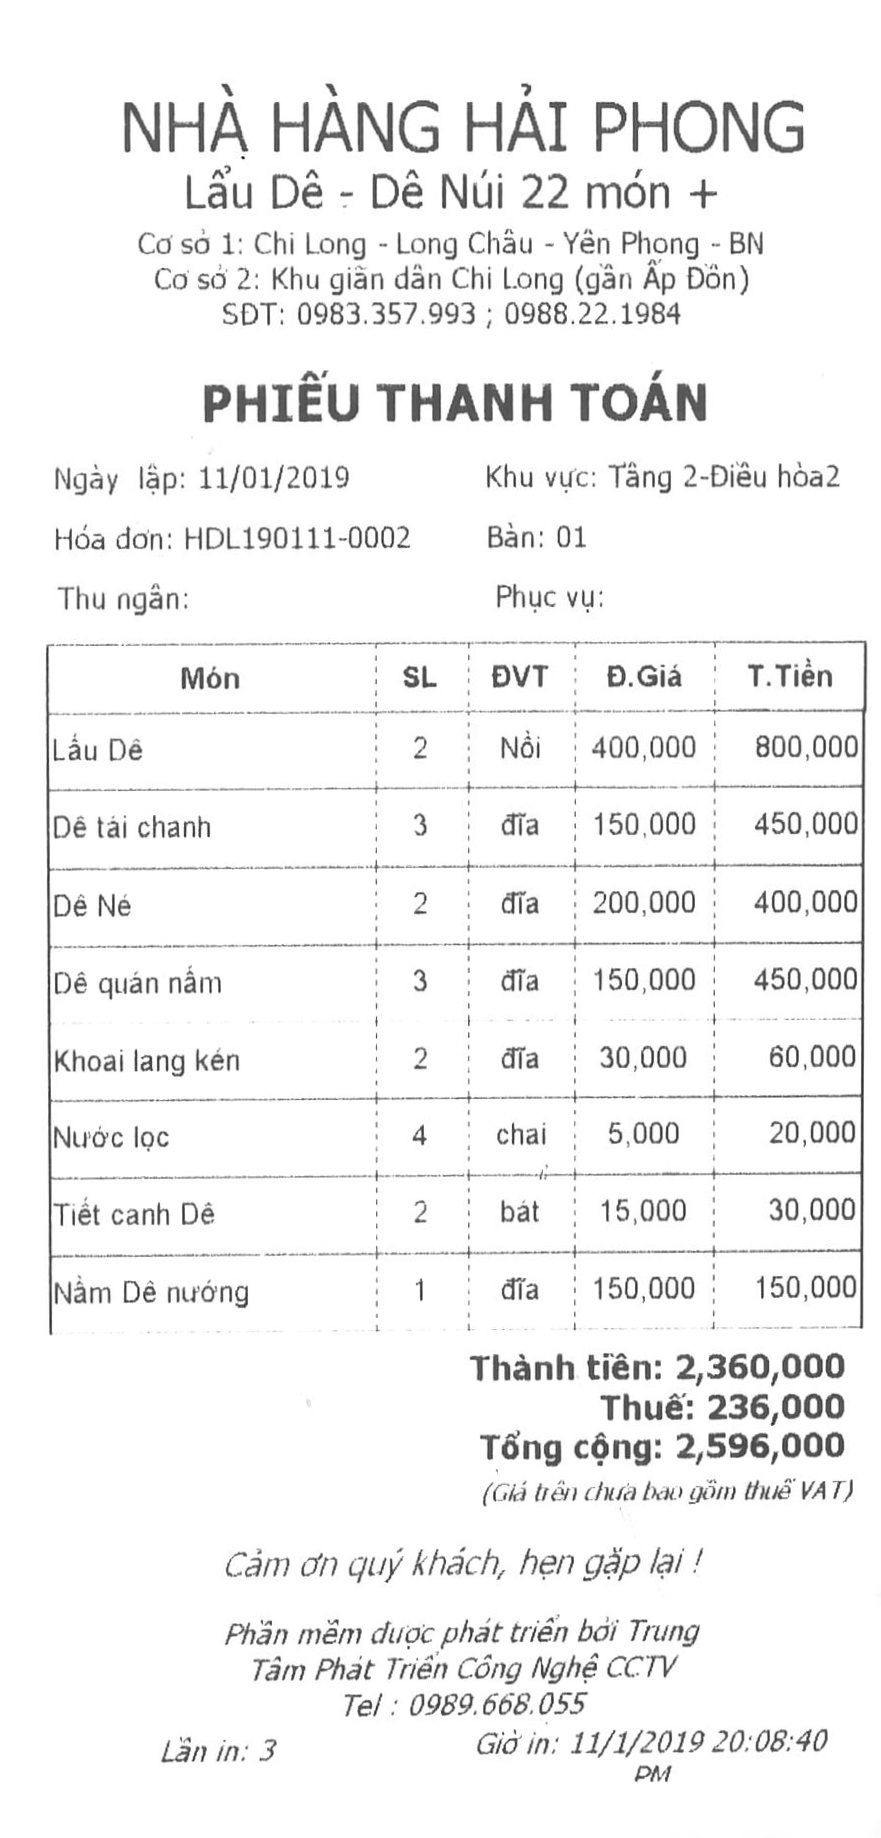 NHÀ HÀNG HẢI PHONG
Lẩu Dê - Dê Núi 22 món +
Cơ sở 1: Chi Long - Long Châu - Yên Phong - BN
Cơ sở 2: Khu giãn dân Chi Long (gần Ấp Đồn)
SĐT: 0983.357.993 ; 0988.22.1984
PHIẾU THANH TOÁN
Ngày lập: 11/01/2019 Khu vực: Tầng 2-Điều hòa2
Hóa đơn: HDL190111-0002 Bàn: 01
Thu ngân: Phục vụ:
Món SL ĐVT Đ.Giá T.Tiền
Lẩu Dê 2 Nồi 400,000 800,000
Dê tái chanh 3 đĩa 150,000 450,000
Dê Né 2 đĩa 200,000 400,000
Dê quán nấm 3 đĩa 150,000 450,000
Khoai lang kén 2 đĩa 30,000 60,000
Nước lọc 4 chai 5,000 20,000
Tiết canh Dê 2 bát 15,000 30,000
Nầm Dê nướng 1 đĩa 150,000 150,000
Thành tiền: 2,360,000
Thuế: 236,000
Tổng cộng: 2,596,000
(Giá trên chưa bao gồm thuế VAT)
Cảm ơn quý khách, hẹn gặp lại !
Phần mềm được phát triển bởi Trung
Tâm Phát Triển Công Nghệ CCTV
Tel : 0989.668.055
Lần in: 3 Giờ in: 11/1/2019 20:08:40
PM